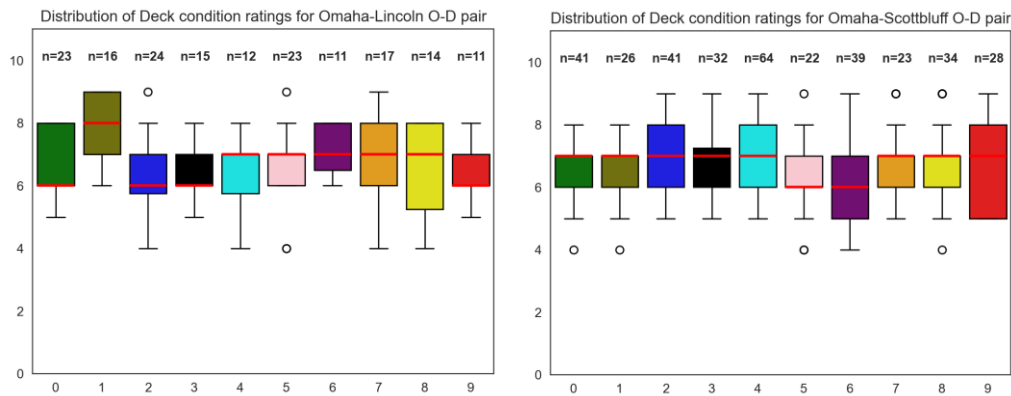 Distribution of Deck condition ratings for Omaha-Lincoln O-D pair
n=23 n=16 n=24 n=15 n=12 n=23 n=11 n=17 n=14 n=11
10
8
6
4
2
0
0 1 2 3 4 5 6 7 8 9
Distribution of Deck condition ratings for Omaha-Scottbluff O-D pair
n=41 n=26 n=41 n=32 n=64 n=22 n=39 n=23 n=34 n=28
10
8
6
4
2
0
0 1 2 3 4 5 6 7 8 9